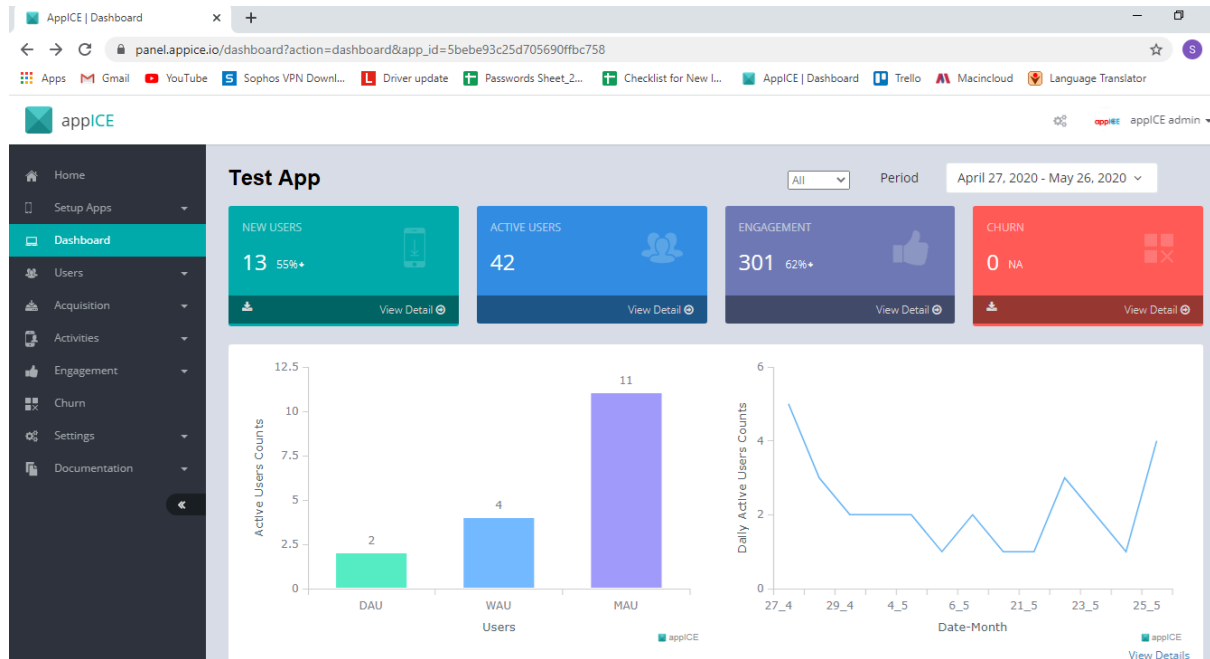 AppICE | Dashboard
panel.appice.io/dashboard?action=dashboard&app_id=5bebe93c25d705690ffbc758
S
Apps Gmail YouTube S Sophos VPN Downl... L Driver update Passwords Sheet_2... Checklist for New I... AppICE | Dashboard Trello Macincloud Language Translator
appICE
appICE appICE admin
Home
Setup Apps
Dashboard
Users
Acquisition
Activities
Engagement
Churn
Settings
Documentation
Test App
All Period April 27, 2020 - May 26, 2020
NEW USERS
13 55%+
View Detail
ACTIVE USERS
42
View Detail
ENGAGEMENT
301 62%+
View Detail
CHURN
0 NA
View Detail
Active Users Counts
12.5
10
7.5
5
2.5
0
2
4
11
DAU WAU MAU
Users
appICE
Daily Active Users Counts
6
4
2
0
27_4 29_4 4_5 6_5 21_5 23_5 25_5
Date-Month
appICE
View Details